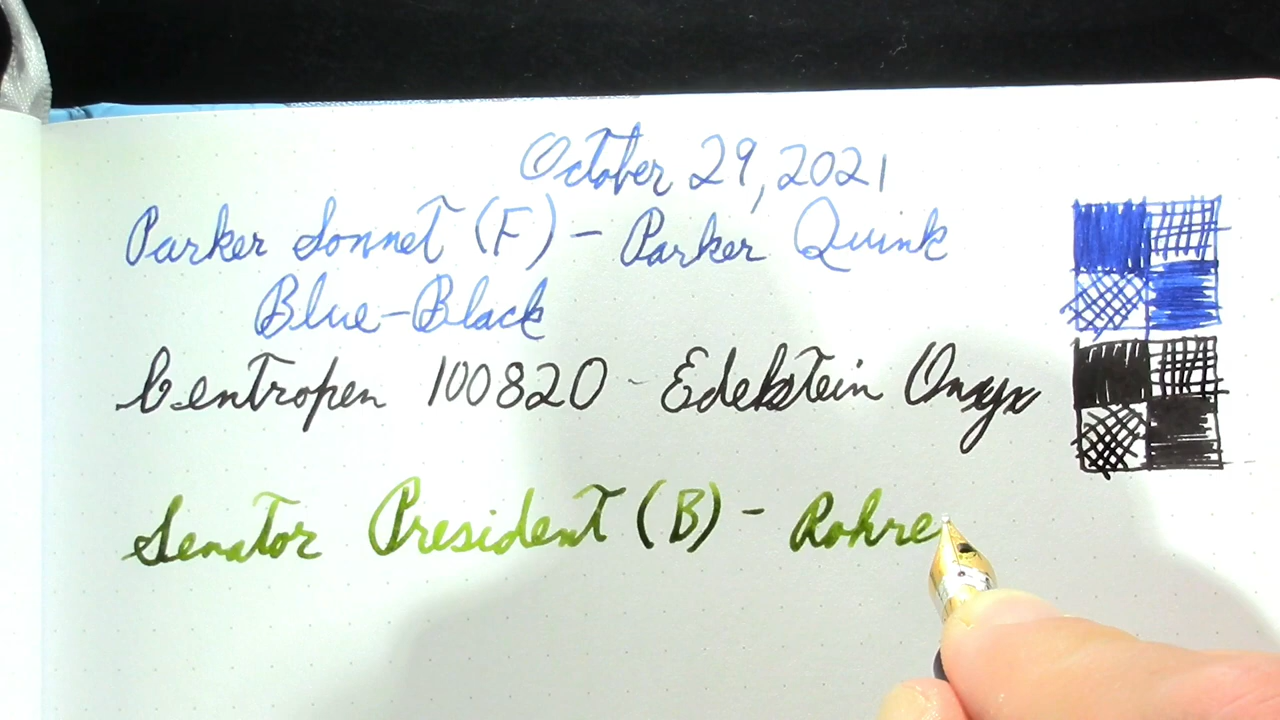 October 29, 2021
Parker Sonnet (F) - Parker Quink
Blue-Black
Centropen 100820 - Edelstein Onyx
Senator President (B) - Rohre